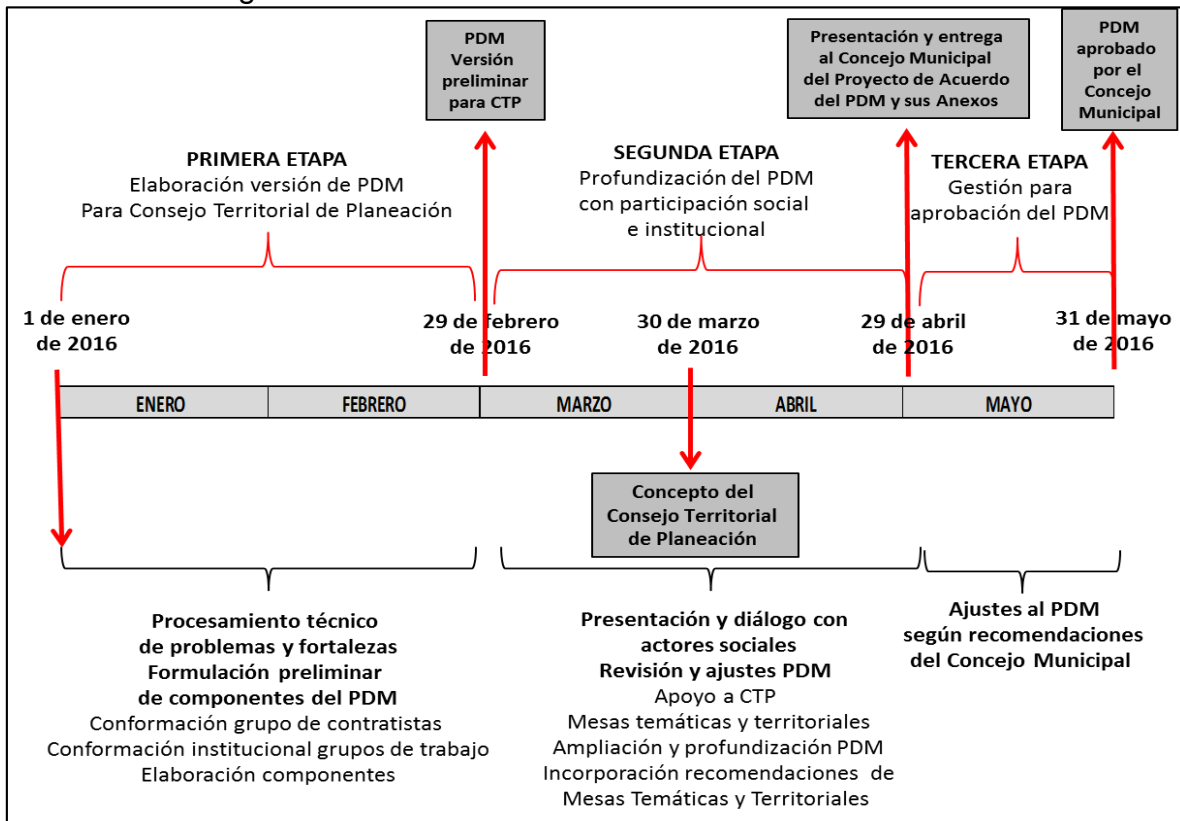 PDM
Versión
preliminar
para CTP
Presentación y entrega
al Concejo Municipal
del Proyecto de Acuerdo
del PDM y sus Anexos
PDM
aprobado
por el
Concejo
Municipal
PRIMERA ETAPA
Elaboración versión de PDM
Para Consejo Territorial de Planeación
SEGUNDA ETAPA
Profundización del PDM
con participación social
e institucional
TERCERA ETAPA
Gestión para
aprobación del PDM
1 de enero
de 2016
29 de febrero
de 2016
30 de marzo
de 2016
29 de abril
de 2016
31 de mayo
de 2016
ENERO
FEBRERO
MARZO
ABRIL
MAYO
Concepto del
Consejo Territorial
de Planeación
Procesamiento técnico
de problemas y fortalezas
Formulación preliminar
de componentes del PDM
Conformación grupo de contratistas
Conformación institucional grupos de trabajo
Elaboración componentes
Presentación y diálogo con
actores sociales
Revisión y ajustes PDM
Apoyo a CTP
Mesas temáticas y territoriales
Ampliación y profundización PDM
Incorporación recomendaciones de
Mesas Temáticas y Territoriales
Ajustes al PDM
según recomendaciones
del Concejo Municipal